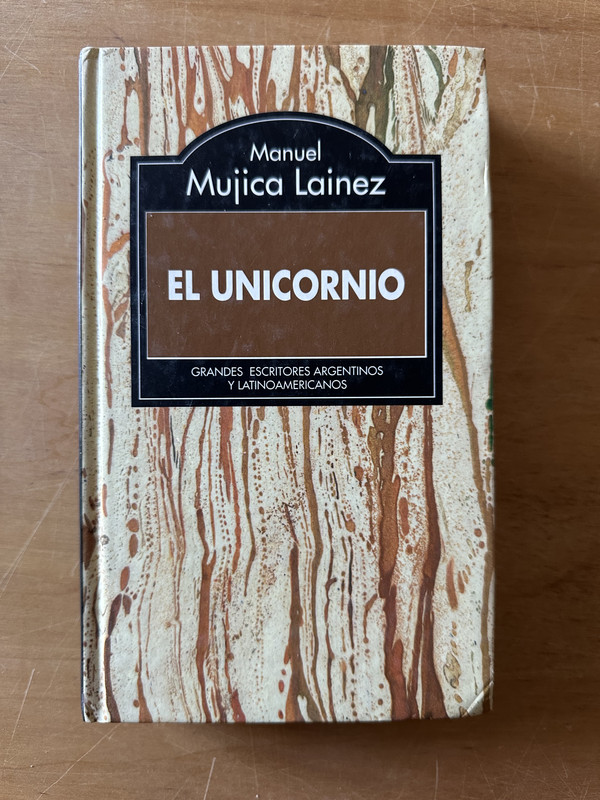 Manuel
Mujica Lainez
EL UNICORNIO
GRANDES ESCRITORES ARGENTINOS
Y LATINOAMERICANOS